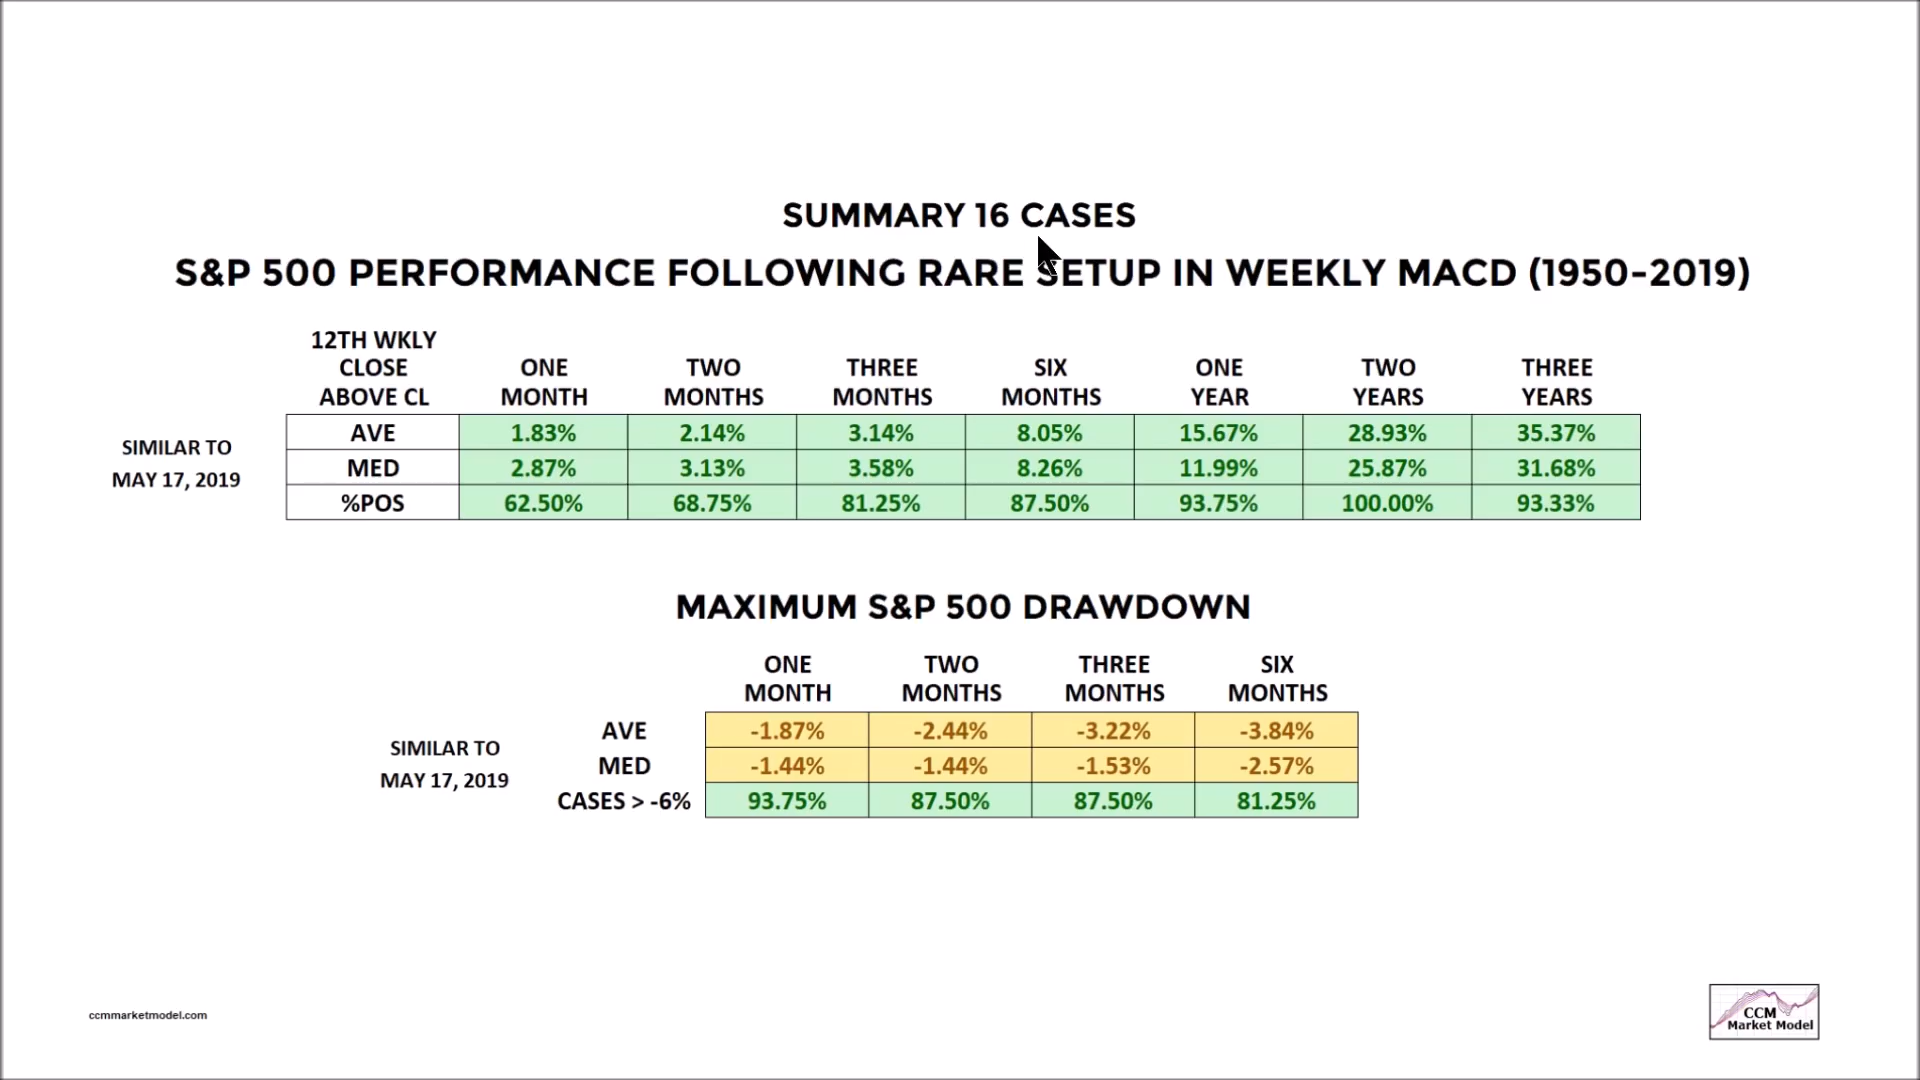 SUMMARY 16 CASES
S&P 500 PERFORMANCE FOLLOWING RARE SETUP IN WEEKLY MACD (1950-2019)
12TH WKLY CLOSE ABOVE CL ONE MONTH TWO MONTHS THREE MONTHS SIX MONTHS ONE YEAR TWO YEARS THREE YEARS
SIMILAR TO
MAY 17, 2019
AVE 1.83% 2.14% 3.14% 8.05% 15.67% 28.93% 35.37%
MED 2.87% 3.13% 3.58% 8.26% 11.99% 25.87% 31.68%
%POS 62.50% 68.75% 81.25% 87.50% 93.75% 100.00% 93.33%
MAXIMUM S&P 500 DRAWDOWN
ONE MONTH TWO MONTHS THREE MONTHS SIX MONTHS
SIMILAR TO
MAY 17, 2019
AVE -1.87% -2.44% -3.22% -3.84%
MED -1.44% -1.44% -1.53% -2.57%
CASES > -6% 93.75% 87.50% 87.50% 81.25%
ccmmarketmodel.com
CCM
Market Model